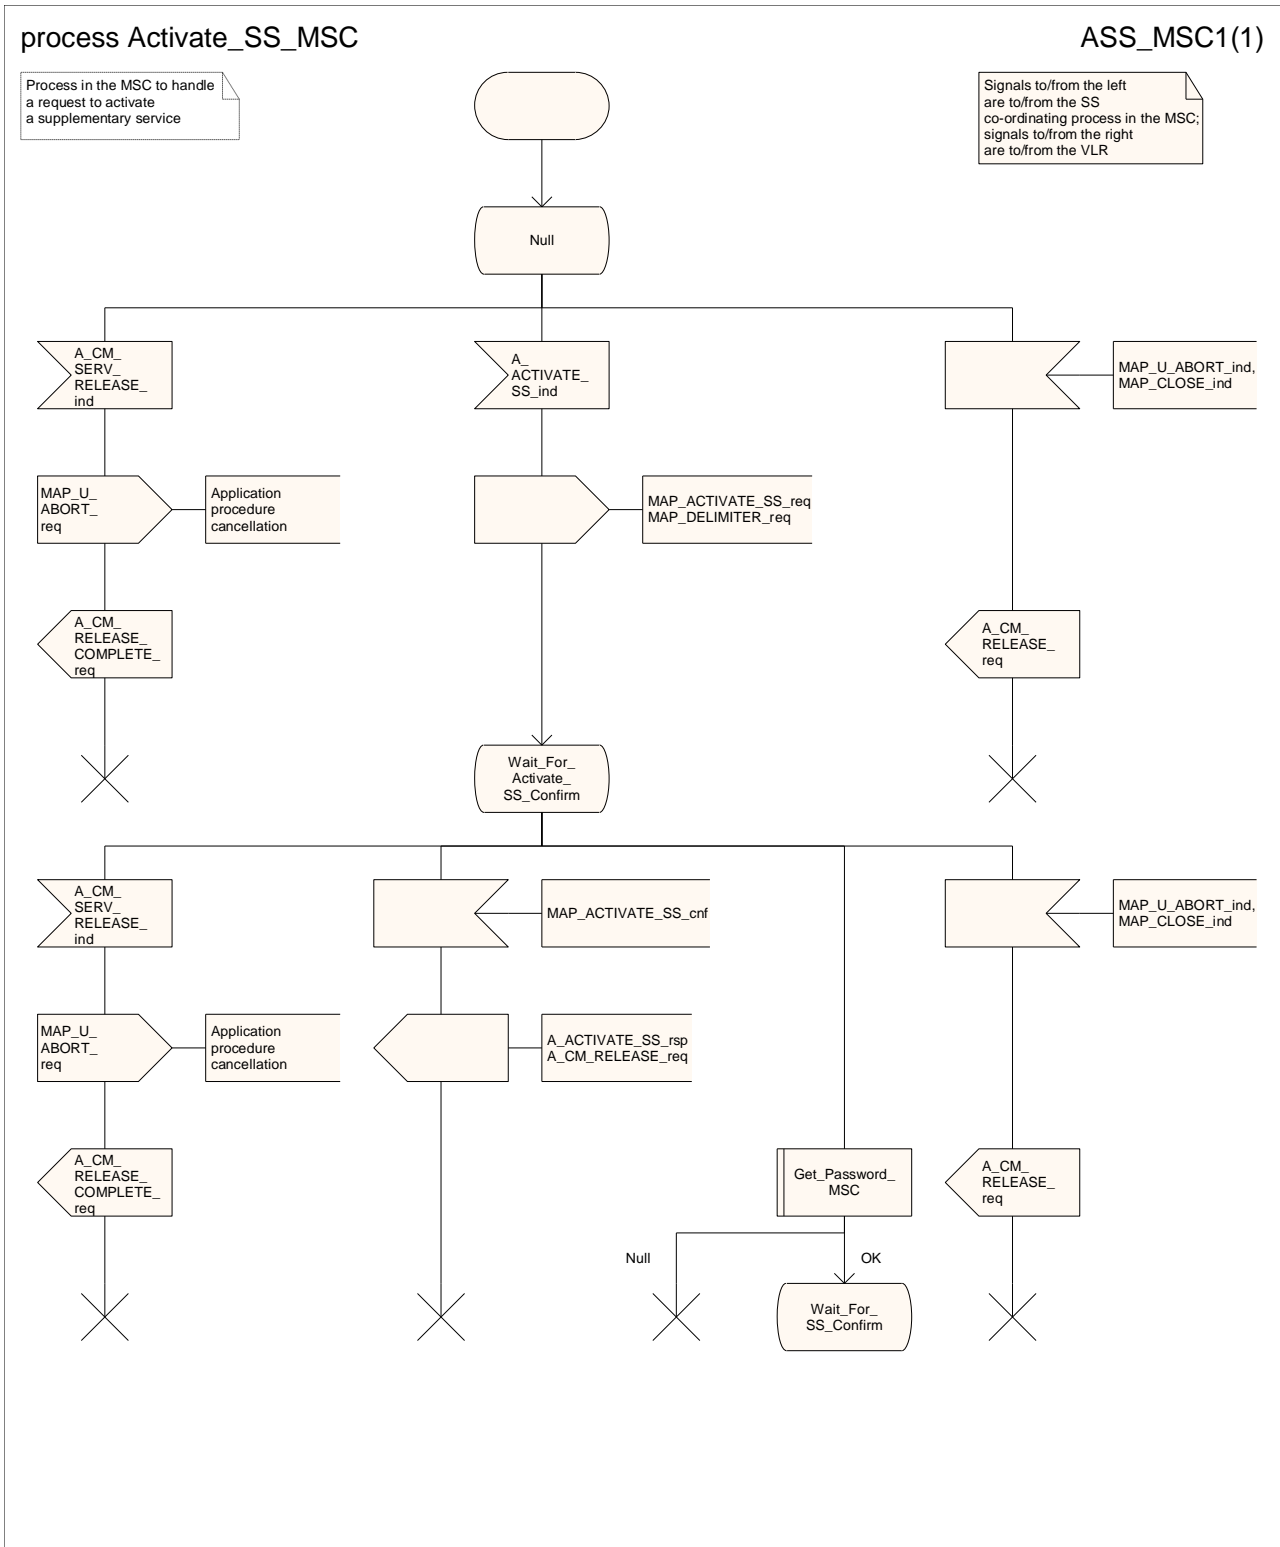 process Activate_SS_MSC
ASS_MSC1(1)
Process in the MSC to handle
a request to activate
a supplementary service
Signals to/from the left
are to/from the SS
co-ordinating process in the MSC;
signals to/from the right
are to/from the VLR
Null
A_CM_
SERV_
RELEASE_
ind
A_
ACTIVATE_
SS_ind
MAP_U_ABORT_ind,
MAP_CLOSE_ind
MAP_U_
ABORT_
req
Application
procedure
cancellation
MAP_ACTIVATE_SS_req
MAP_DELIMITER_req
A_CM_
RELEASE_
COMPLETE_
req
A_CM_
RELEASE_
req
Wait_For_
Activate_
SS_Confirm
A_CM_
SERV_
RELEASE_
ind
MAP_ACTIVATE_SS_cnf
MAP_U_ABORT_ind,
MAP_CLOSE_ind
MAP_U_
ABORT_
req
Application
procedure
cancellation
A_ACTIVATE_SS_rsp
A_CM_RELEASE_req
A_CM_
RELEASE_
COMPLETE_
req
Get_Password_
MSC
A_CM_
RELEASE_
req
Null
OK
Wait_For_
SS_Confirm